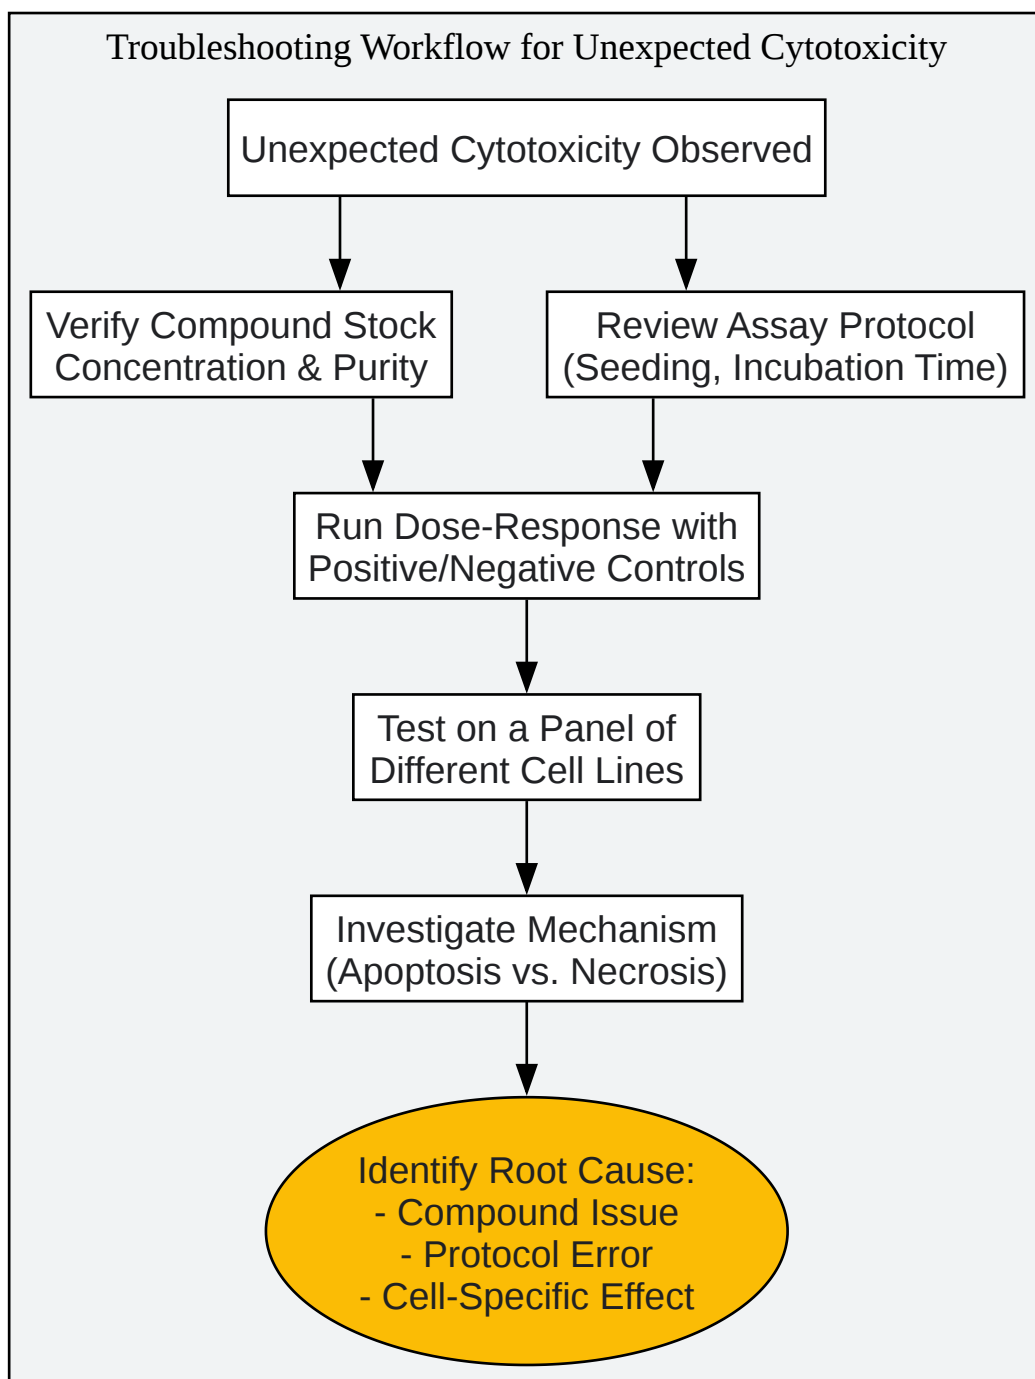 Troubleshooting Workflow for Unexpected Cytotoxicity
Unexpected Cytotoxicity Observed
Verify Compound Stock
Concentration & Purity
Review Assay Protocol
(Seeding, Incubation Time)
Run Dose-Response with
Positive/Negative Controls
Test on a Panel of
Different Cell Lines
Investigate Mechanism
(Apoptosis vs. Necrosis)
Identify Root Cause:
- Compound Issue
- Protocol Error
- Cell-Specific Effect